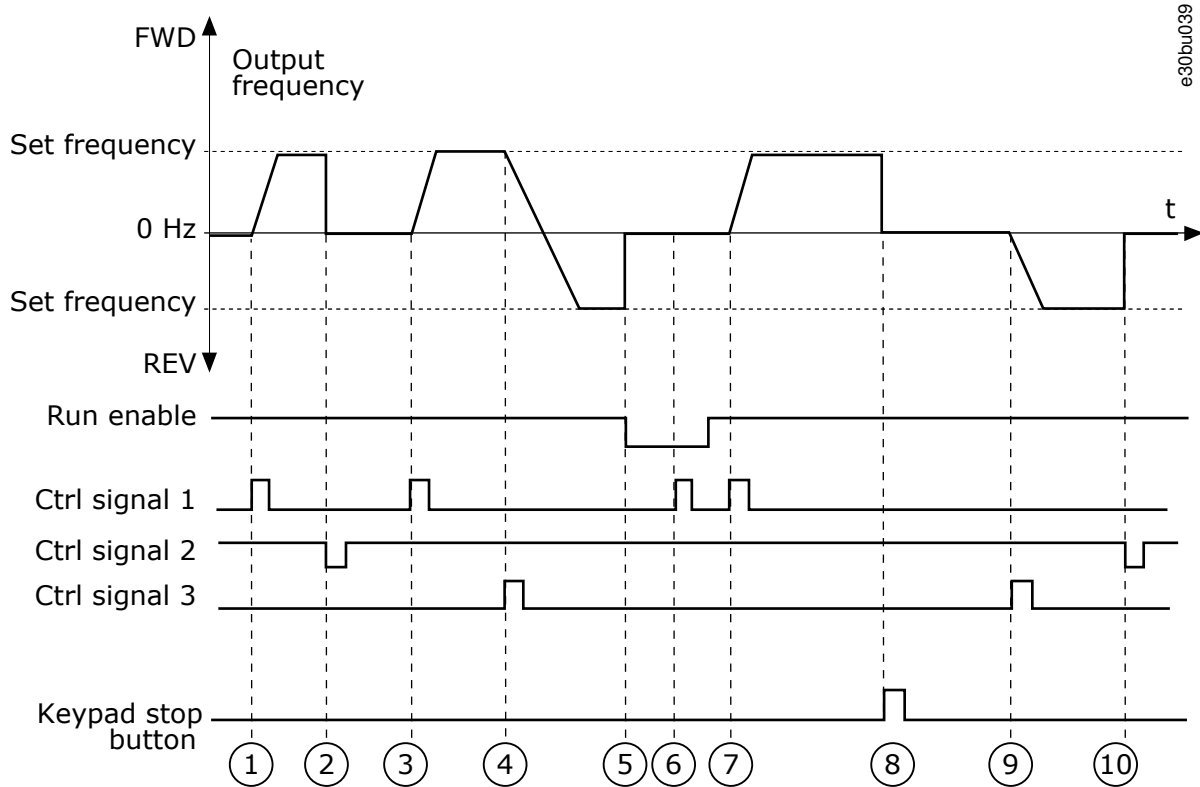 FWD
Output
frequency
e30bu039
Set frequency
0 Hz
t
Set frequency
REV
Run enable
Ctrl signal 1
Ctrl signal 2
Ctrl signal 3
Keypad stop
button
1 2 3 4 5 6 7 8 9 10